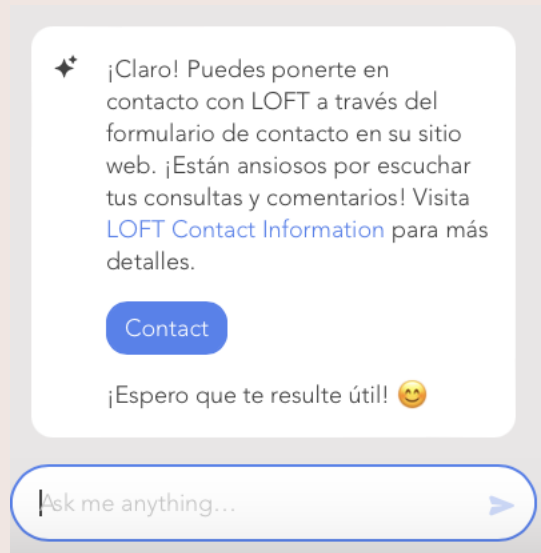 ¡Claro! Puedes ponerte en
contacto con LOFT a través del
formulario de contacto en su sitio
web. ¡Están ansiosos por escuchar
tus consultas y comentarios! Visita
LOFT Contact Information para más
detalles.
Contact
¡Espero que te resulte útil! 😊
Ask me anything...